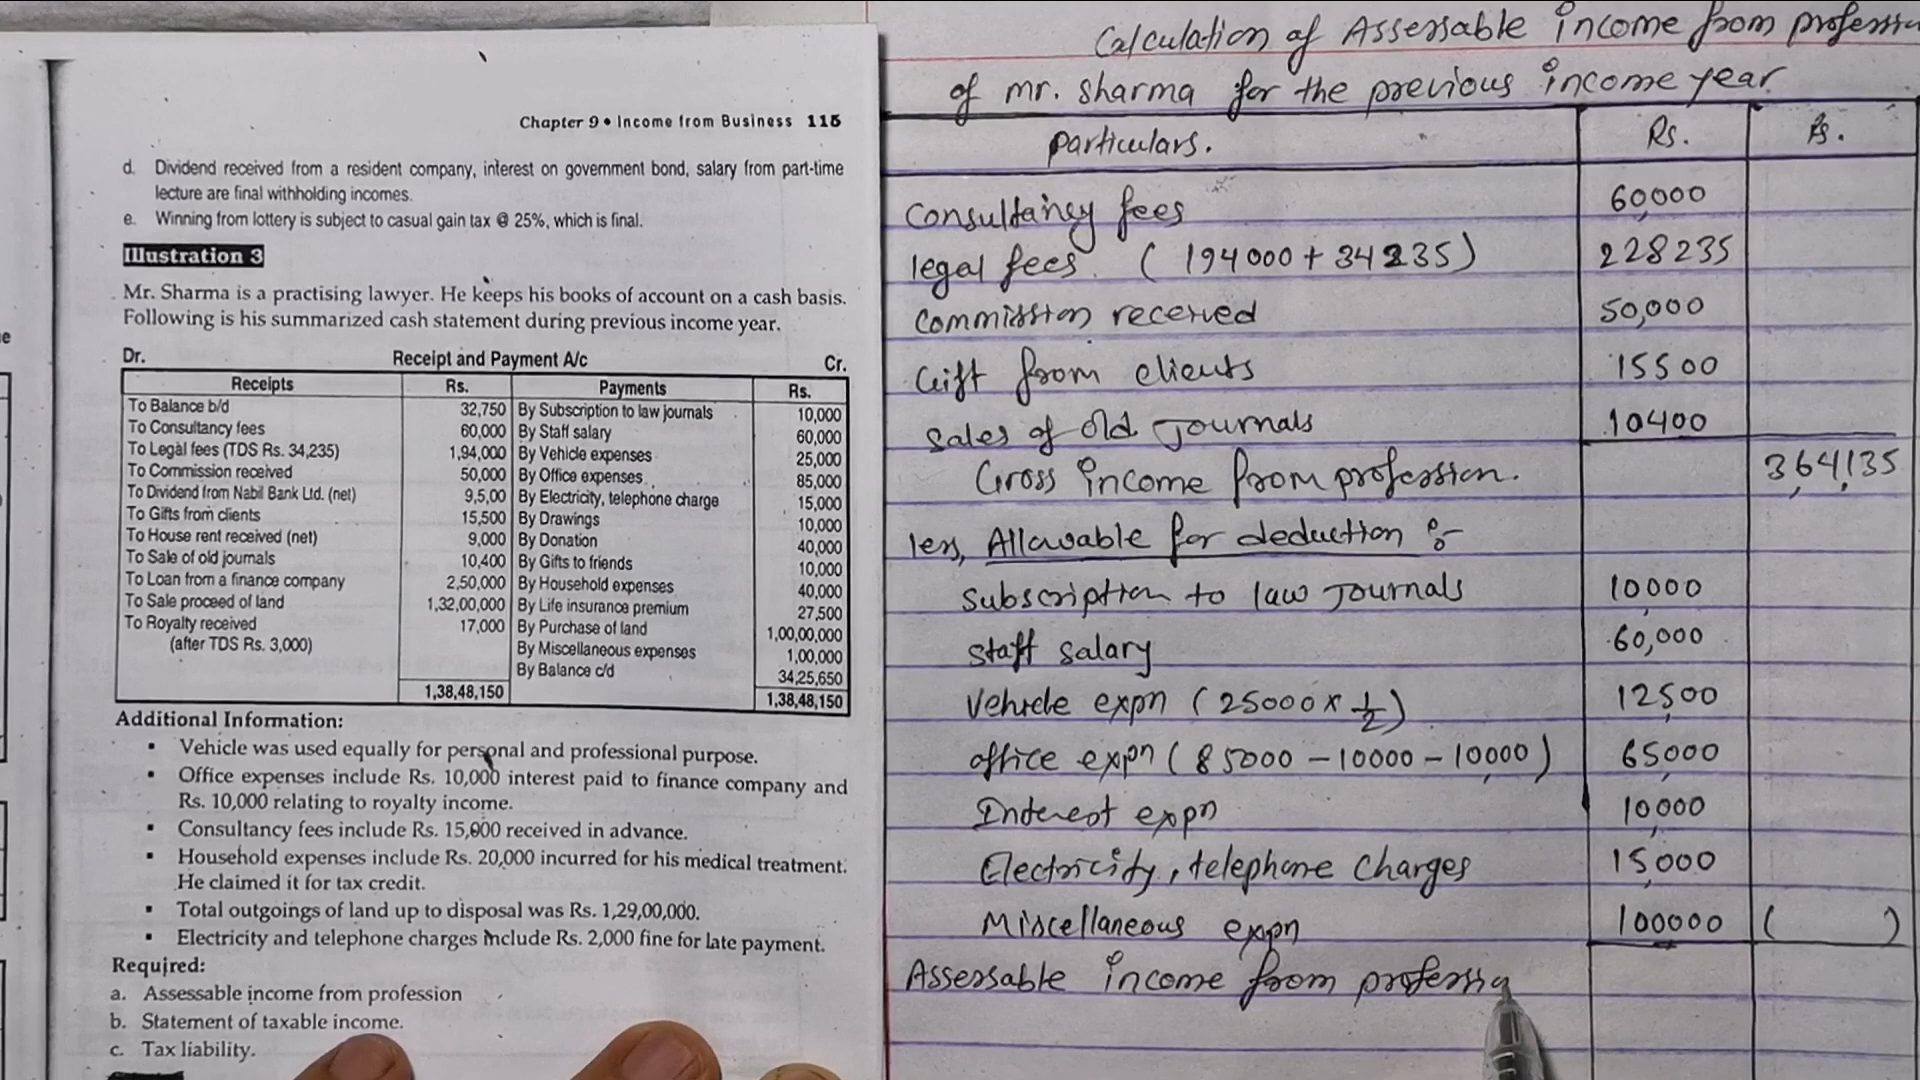 Chapter 9 • Income from Business 115
d. Dividend received from a resident company, interest on government bond, salary from part-time
lecture are final withholding incomes.
e. Winning from lottery is subject to casual gain tax @ 25%, which is final.
Illustration 3
Mr. Sharma is a practising lawyer. He keeps his books of account on a cash basis.
Following is his summarized cash statement during previous income year.
Dr. Receipt and Payment A/c Cr.
Receipts Rs. Payments Rs.
To Balance b/d 32,750 By Subscription to law journals 10,000
To Consultancy fees 60,000 By Staff salary 60,000
To Legal fees (TDS Rs. 34,235) 1,94,000 By Vehicle expenses 25,000
To Commission received 50,000 By Office expenses 85,000
To Dividend from Nabil Bank Ltd. (net) 9,5,00 By Electricity, telephone charge 15,000
To Gifts from clients 15,500 By Drawings 10,000
To House rent received (net) 9,000 By Donation 40,000
To Sale of old journals 10,400 By Gifts to friends 10,000
To Loan from a finance company 2,50,000 By Household expenses 40,000
To Sale proceed of land 1,32,00,000 By Life insurance premium 27,500
To Royalty received 17,000 By Purchase of land 1,00,00,000
(after TDS Rs. 3,000) By Miscellaneous expenses 1,00,000
By Balance c/d 34,25,650
1,38,48,150 1,38,48,150
Additional Information:
▪ Vehicle was used equally for personal and professional purpose.
▪ Office expenses include Rs. 10,000 interest paid to finance company and
Rs. 10,000 relating to royalty income.
▪ Consultancy fees include Rs. 15,000 received in advance.
▪ Household expenses include Rs. 20,000 incurred for his medical treatment.
He claimed it for tax credit.
▪ Total outgoings of land up to disposal was Rs. 1,29,00,000.
▪ Electricity and telephone charges include Rs. 2,000 fine for late payment.
Required:
a. Assessable income from profession
b. Statement of taxable income.
c. Tax liability.
e
Calculation of Assessable income from professi
of mr. Sharma for the previous income year
particulars. Rs. Rs.
Consultancy fees 60,000
legal fees (194000 + 34235) 228235
Commission received 50,000
Gift from clients 15500
Sales of old Journals 10400
Gross income from profession. 364135
less, Allowable for deduction :-
Subscription to law Journals 10000
Staff salary 60,000
Vehicle expn (25000 x 1/2) 12500
office expn (85000 - 10000 - 10000) 65000
Interest expn 10,000
Electricity, telephone charges 15,000
Miscellaneous expn 100000 ( )
Assessable income from professio